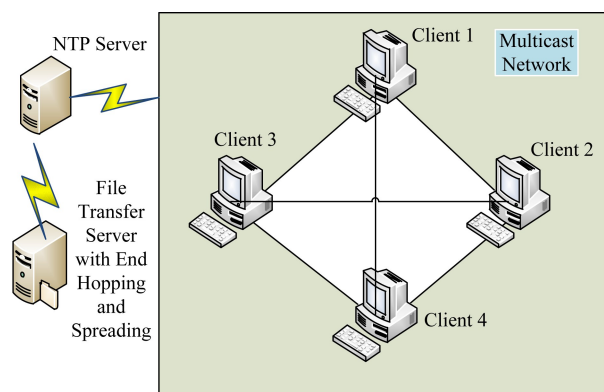 NTP Server
Client 1
Multicast
Network
Client 3
Client 2
File
Transfer
Server
with End
Hopping
and
Spreading
Client 4